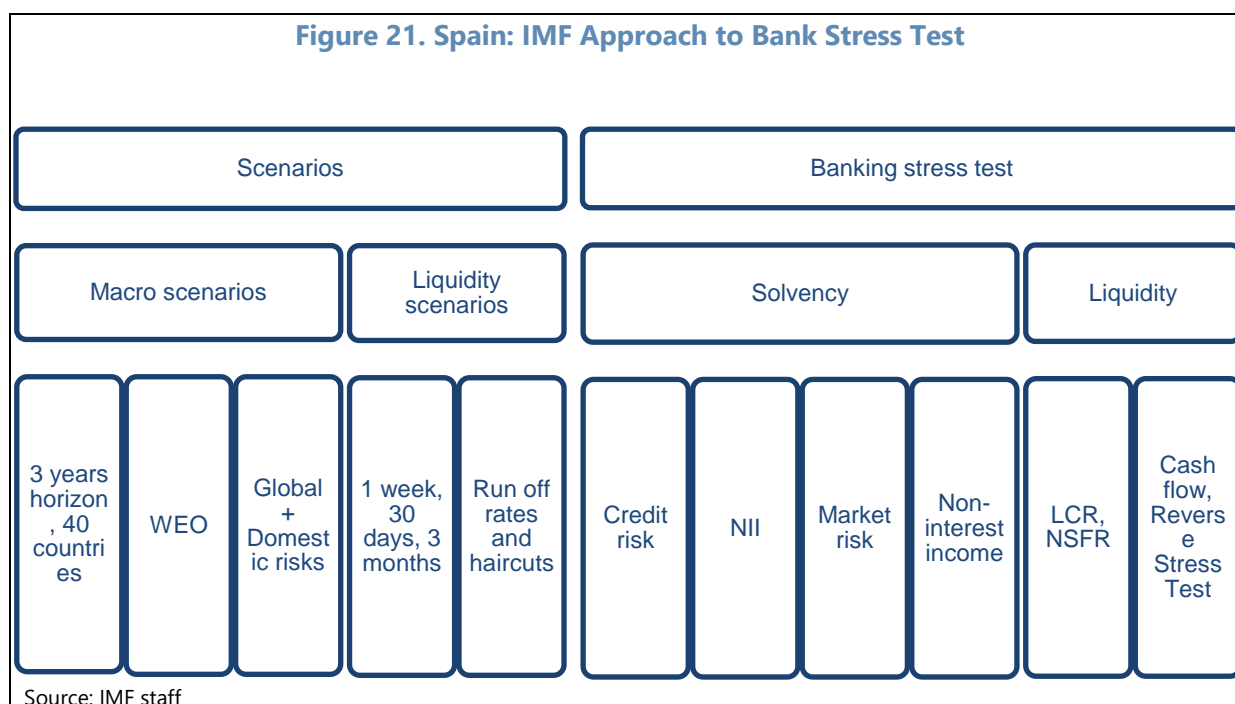 Figure 21. Spain: IMF Approach to Bank Stress Test
Scenarios
Banking stress test
Macro scenarios
Liquidity
scenarios
Solvency
Liquidity
3 years
horizon
, 40
countri
es
WEO
Global
+
Domest
ic risks
1 week,
30
days, 3
months
Run off
rates
and
haircuts
Credit
risk
NII
Market
risk
Non-
interest
income
LCR,
NSFR
Cash
flow,
Revers
e
Stress
Test
Source: IMF staff